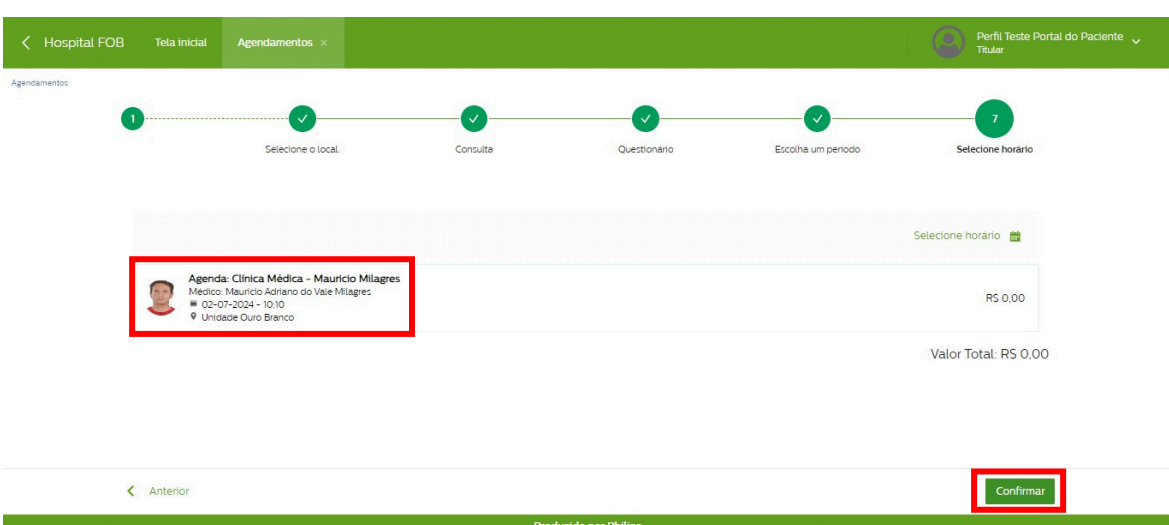 Hospital FOB Tela inicial Agendamentos × Perfil Teste Portal do Paciente
Titular
Agendamentos
1 7
Selecione o local. Consulta Questionário Escolha um período Selecione horário
Selecione horário
Agenda: Clínica Médica - Mauricio Milagres
Médico: Mauricio Adriano do Vale Milagres
02-07-2024 - 10:10
Unidade Ouro Branco
R$ 0,00
Valor Total: R$ 0,00
Anterior Confirmar
Produzido por Philips